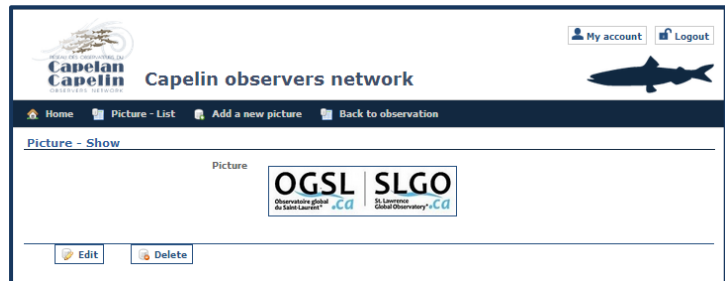 RÉSEAU DES OBSERVATEURS DU
Capelan
Capelin
OBSERVERS NETWORK
Capelin observers network
My account
Logout
Home
Picture - List
Add a new picture
Back to observation
Picture - Show
Picture
OGSL
Observatoire global
du Saint-Laurent
.ca
SLGO
St. Lawrence
Global Observatory
.ca
Edit
Delete